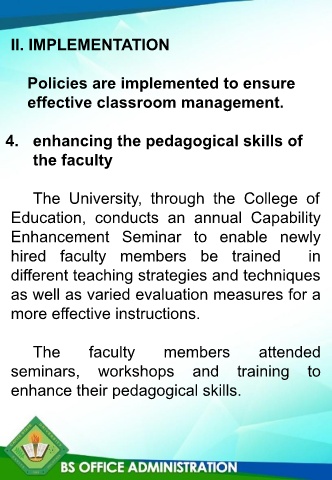 II. IMPLEMENTATION
Policies are implemented to ensure
effective classroom management.
4. enhancing the pedagogical skills of
the faculty
The University, through the College of
Education, conducts an annual Capability
Enhancement Seminar to enable newly
hired faculty members be trained in
different teaching strategies and techniques
as well as varied evaluation measures for a
more effective instructions.
The faculty members attended
seminars, workshops and training to
enhance their pedagogical skills.
BS OFFICE ADMINISTRATION